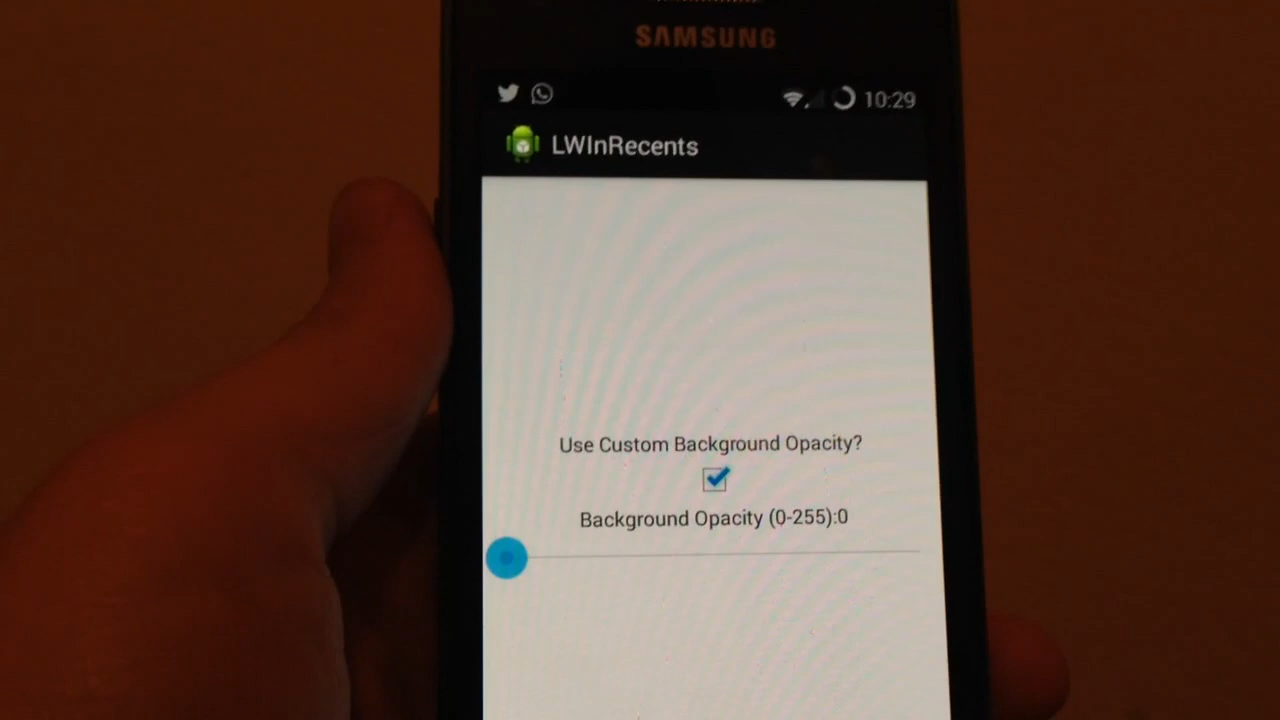 SAMSUNG
10:29
LWInRecents
Use Custom Background Opacity?
Background Opacity (0-255):0